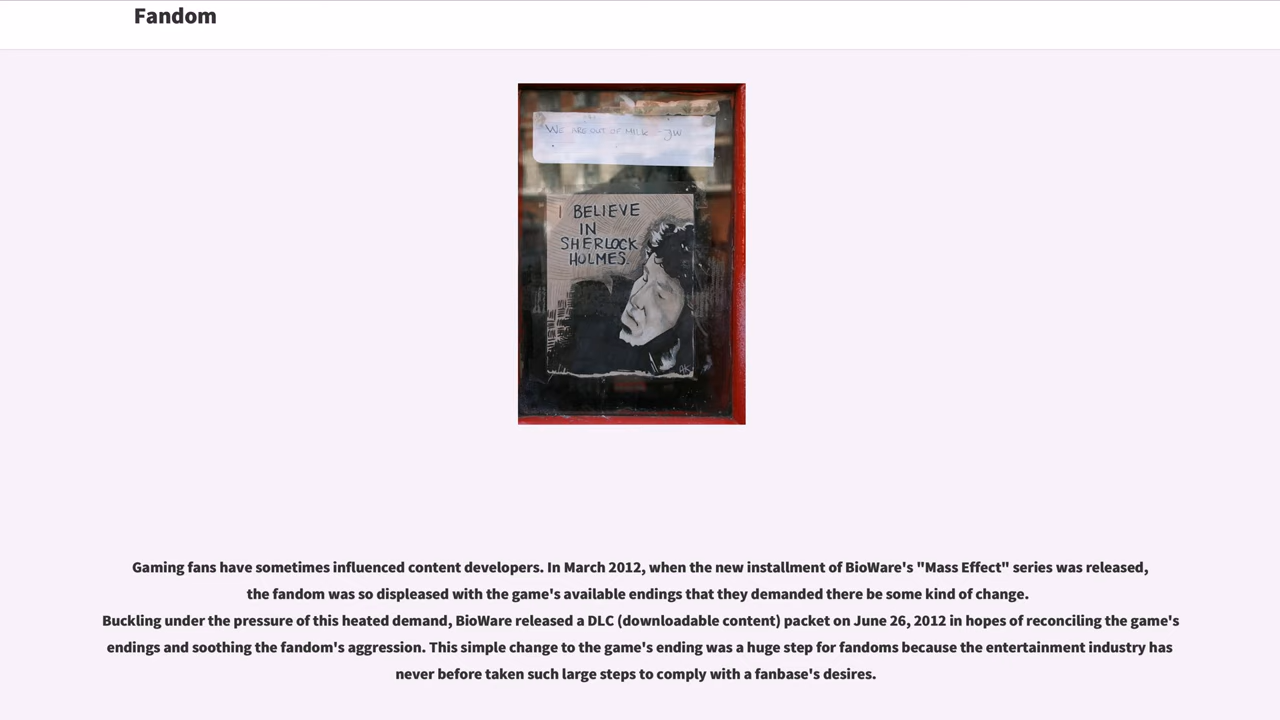 Fandom
WE ARE OUT OF MILK -JW
I BELIEVE
IN
SHERLOCK
HOLMES.
Gaming fans have sometimes influenced content developers. In March 2012, when the new installment of BioWare's "Mass Effect" series was released,
the fandom was so displeased with the game's available endings that they demanded there be some kind of change.
Buckling under the pressure of this heated demand, BioWare released a DLC (downloadable content) packet on June 26, 2012 in hopes of reconciling the game's
endings and soothing the fandom's aggression. This simple change to the game's ending was a huge step for fandoms because the entertainment industry has
never before taken such large steps to comply with a fanbase's desires.